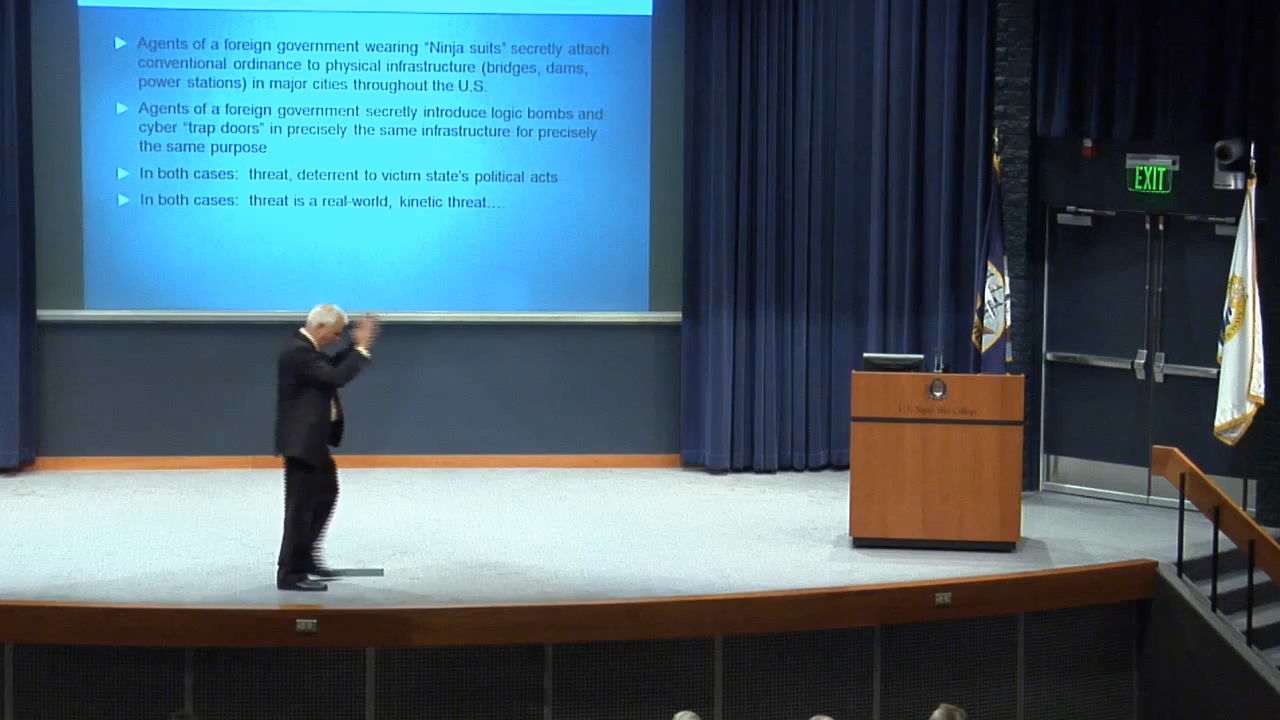 Agents of a foreign government wearing “Ninja suits” secretly attach
conventional ordinance to physical infrastructure (bridges, dams,
power stations) in major cities throughout the U.S.
Agents of a foreign government secretly introduce logic bombs and
cyber “trap doors” in precisely the same infrastructure for precisely
the same purpose
In both cases: threat, deterrent to victim state's political acts
In both cases: threat is a real-world, kinetic threat….
EXIT
U.S. Naval War College